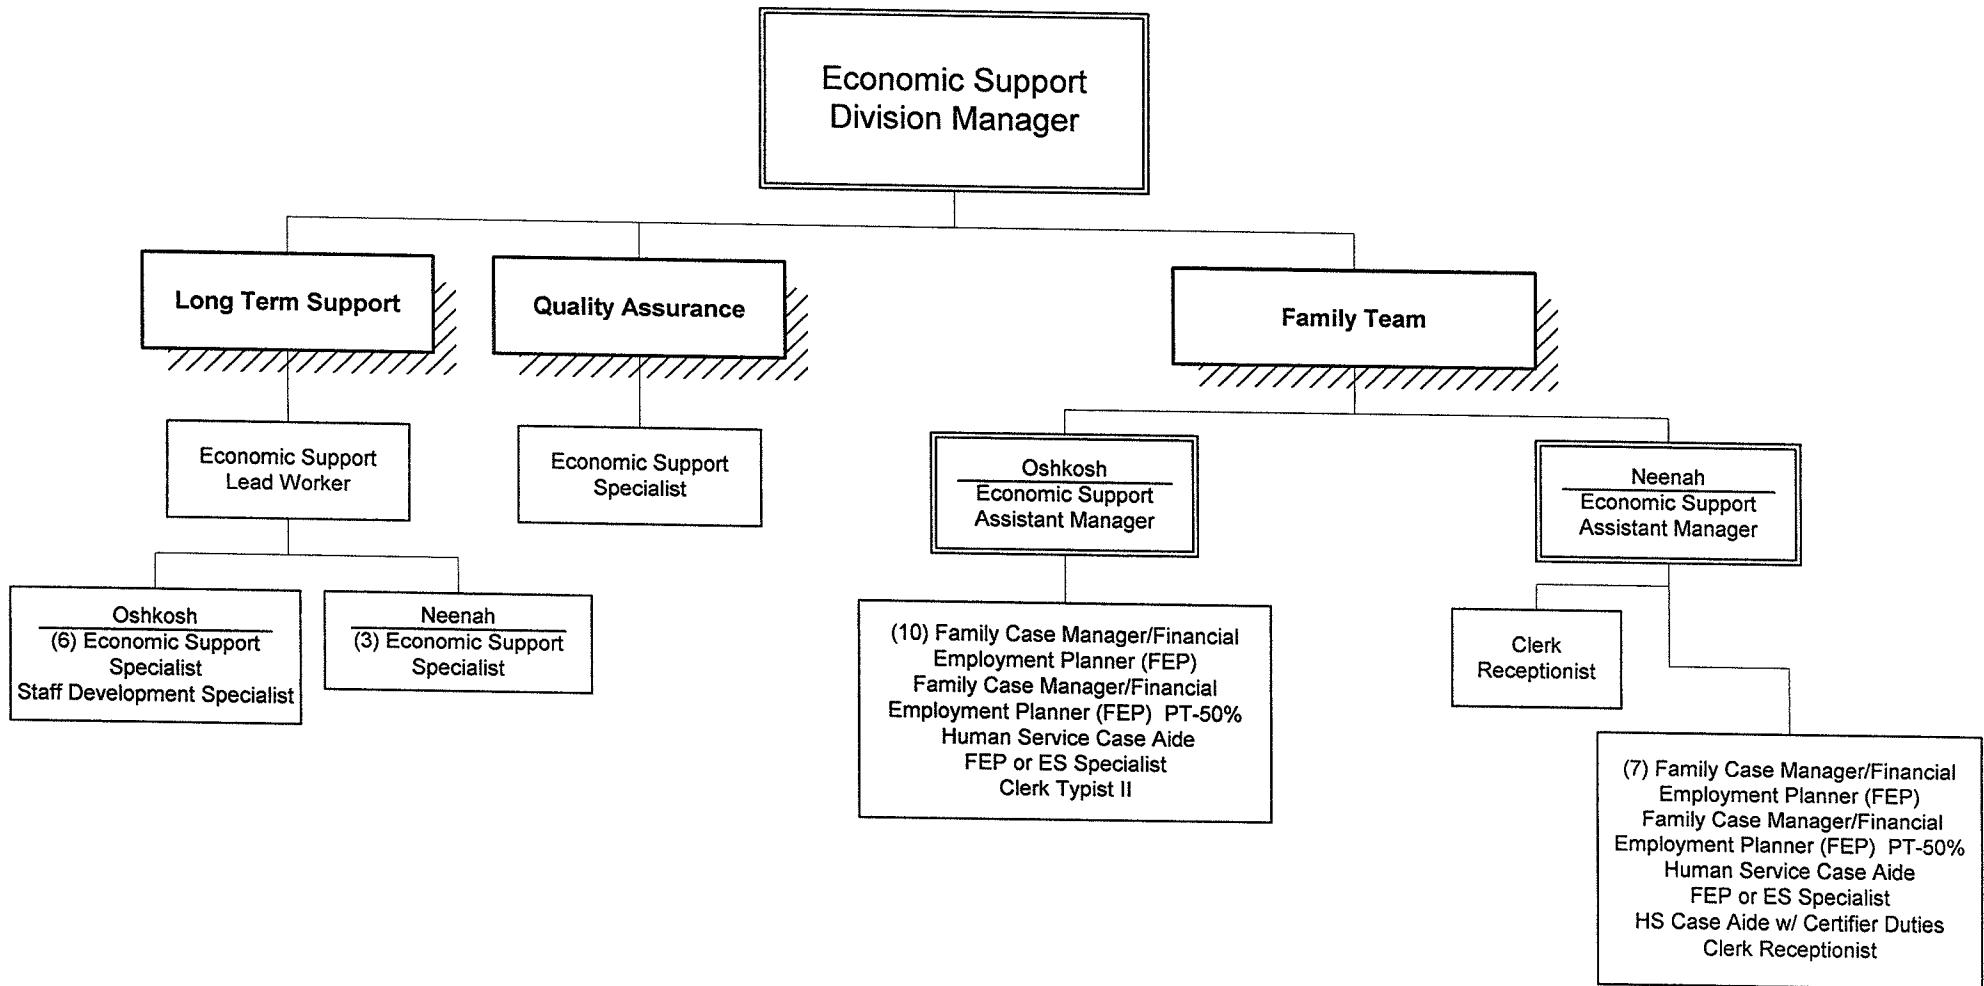 Economic Support
Division Manager
Long Term Support
Quality Assurance
Family Team
Economic Support
Lead Worker
Economic Support
Specialist
Oshkosh
Economic Support
Assistant Manager
Neenah
Economic Support
Assistant Manager
Oshkosh
(6) Economic Support
Specialist
Staff Development Specialist
Neenah
(3) Economic Support
Specialist
(10) Family Case Manager/Financial
Employment Planner (FEP)
Family Case Manager/Financial
Employment Planner (FEP) PT-50%
Human Service Case Aide
FEP or ES Specialist
Clerk Typist II
Clerk
Receptionist
(7) Family Case Manager/Financial
Employment Planner (FEP)
Family Case Manager/Financial
Employment Planner (FEP) PT-50%
Human Service Case Aide
FEP or ES Specialist
HS Case Aide w/ Certifier Duties
Clerk Receptionist